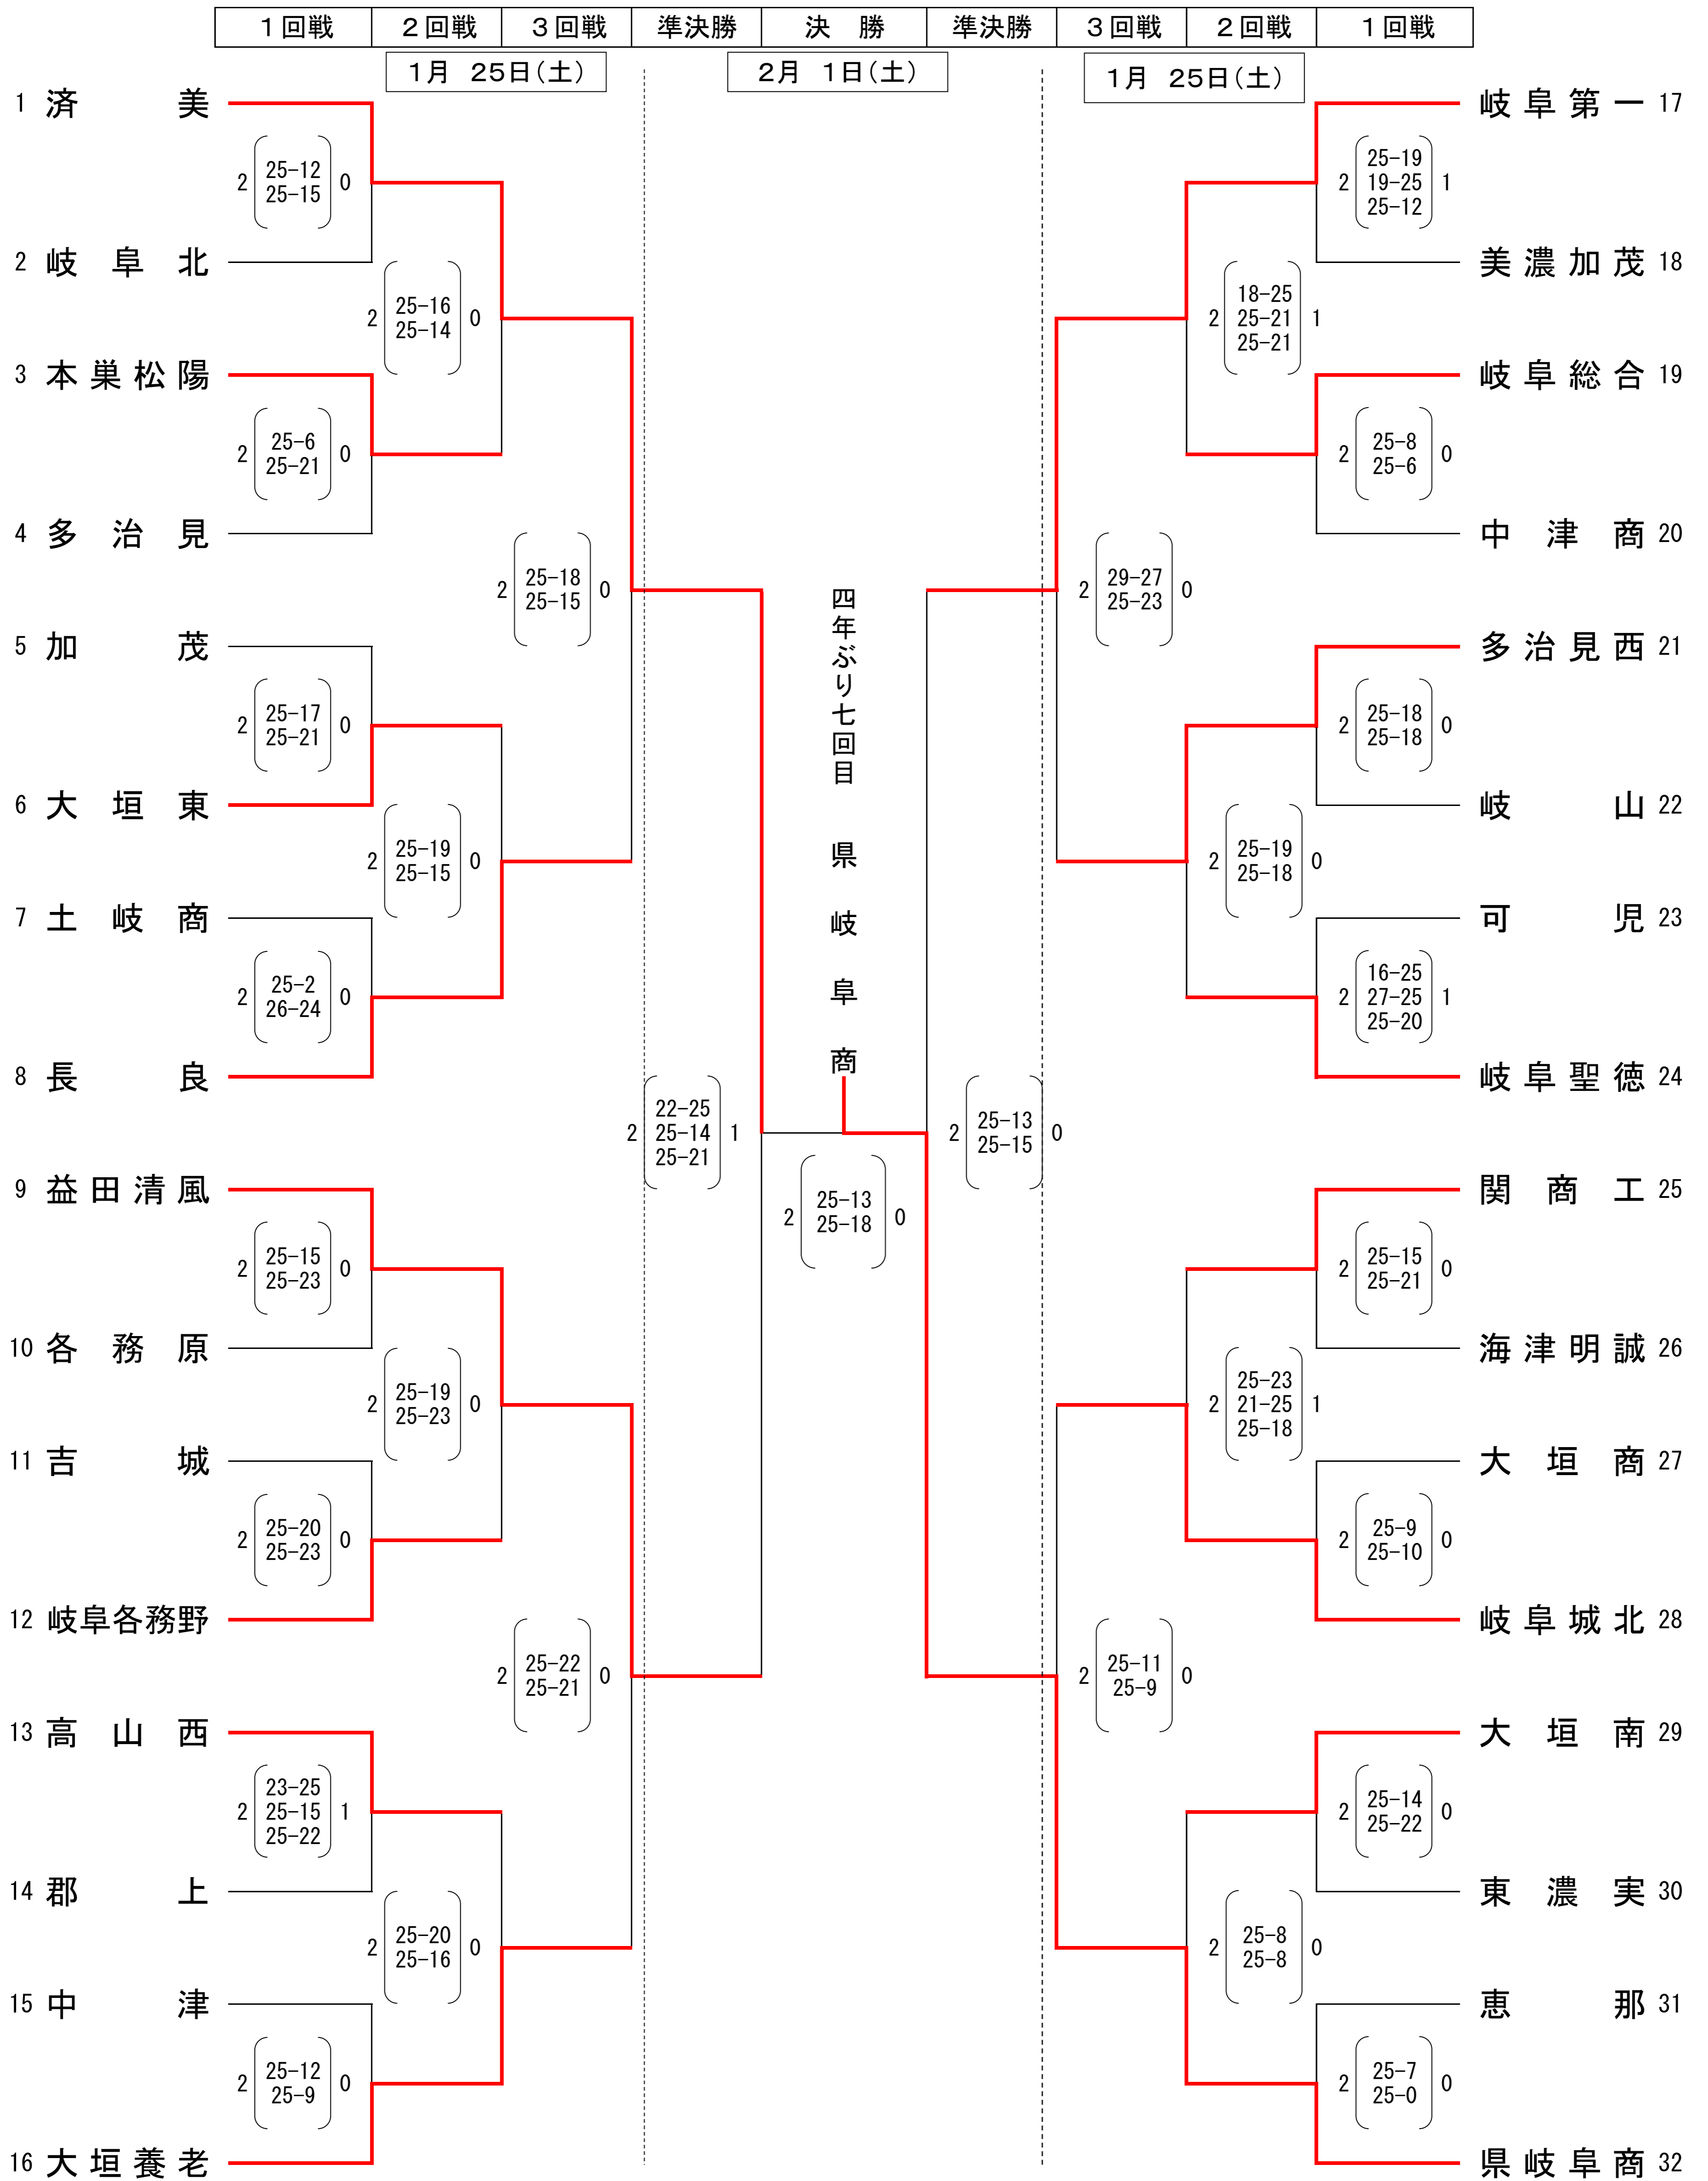 １回戦 ２回戦 ３回戦 準決勝 決　勝 準決勝 ３回戦 ２回戦 １回戦
１月　２５日（土）
２月　１日（土）
１月　２５日（土）
1 済美
2 25-12 0
25-15
2 岐阜北
2 25-16 0
25-14
3 本巣松陽
2 25-6 0
25-21
4 多治見
2 25-18 0
25-15
5 加茂
2 25-17 0
25-21
6 大垣東
2 25-19 0
25-15
7 土岐商
2 25-2 0
26-24
8 長良
2 22-25 1
25-14
25-21
9 益田清風
2 25-15 0
25-23
10 各務原
2 25-19 0
25-23
11 吉城
2 25-20 0
25-23
12 岐阜各務野
2 25-22 0
25-21
13 高山西
2 23-25 1
25-15
25-22
14 郡上
2 25-20 0
25-16
15 中津
2 25-12 0
25-9
16 大垣養老
四年ぶり七回目　県岐阜商
2 25-13 0
25-18
岐阜第一 17
2 25-19 1
19-25
25-12
美濃加茂 18
2 18-25 1
25-21
25-21
岐阜総合 19
2 25-8 0
25-6
中津商 20
2 29-27 0
25-23
多治見西 21
2 25-18 0
25-18
岐山 22
2 25-19 0
25-18
可児 23
2 16-25 1
27-25
25-20
岐阜聖徳 24
2 25-13 0
25-15
関商工 25
2 25-15 0
25-21
海津明誠 26
2 25-23 1
21-25
25-18
大垣商 27
2 25-9 0
25-10
岐阜城北 28
2 25-11 0
25-9
大垣南 29
2 25-14 0
25-22
東濃実 30
2 25-8 0
25-8
恵那 31
2 25-7 0
25-0
県岐阜商 32